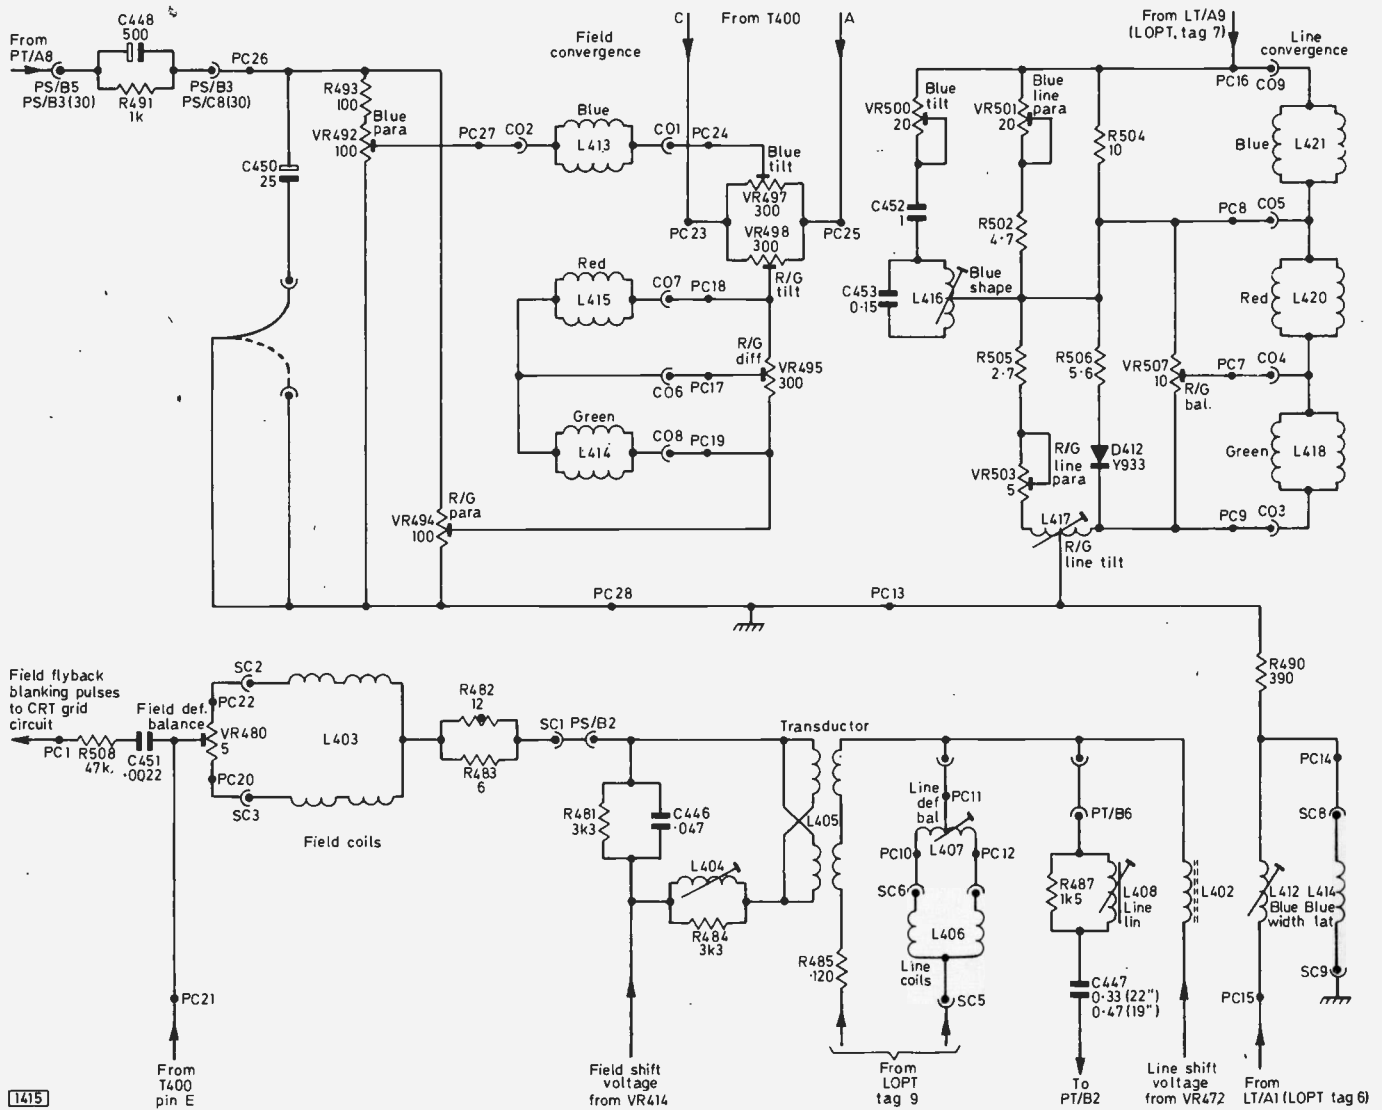 From
PT/A8
C448
500
PC26
PS/B5
PS/B3(30)
R491
1k
PS/B3
PS/C8(30)
R493
100
Blue
para
VR492
100
PC27
CO2
C450
25
Field
convergence
Blue
L413
CO1
PC24
C
From T400
A
Blue
tilt
VR497
300
PC23
PC25
VR498
300
R/G
tilt
Red
L415
CO7
PC18
R/G
diff
VR495
300
CO6
PC17
Green
L414
CO8
PC19
R/G
para
VR494
100
From LT/A9
(LOPT, tag 7)
Line
convergence
PC16
CO9
VR500
20
Blue
tilt
VR501
20
Blue
line
para
R504
10
Blue
L421
C452
1
R502
4·7
PC8
CO5
C453
0·15
L416
Blue
shape
Red
L420
R505
2·7
R506
5·6
VR507
10
R/G
bal.
PC7
CO4
VR503
5
R/G
line
para
D412
Y933
Green
L418
L417
R/G
line tilt
PC9
CO3
PC28
PC13
Field flyback
blanking pulses
to CRT grid
circuit
PC1
R508
47k
C451
·0022
Field def.
balance
SC2
PC22
VR480
5
PC20
SC3
L403
Field coils
R482
12
R483
6
SC1
PS/B2
R481
3k3
C446
·047
L404
R484
3k3
Transductor
L405
R485
·120
Line
def
bal
PC11
L407
PC10
PC12
SC6
L406
Line
coils
SC5
PT/B6
R487
1k5
L408
Line
lin
L402
C447
0·33 (22")
0·47(19")
R490
390
PC14
SC8
L412
Blue
width
L414
Blue
lat
SC9
PC15
PC21
From
T400
pin E
Field shift
voltage
from VR414
From
LOPT
tag 9
To
PT/B2
Line shift
voltage
from VR472
From
LT/A1 (LOPT tag 6)
1415